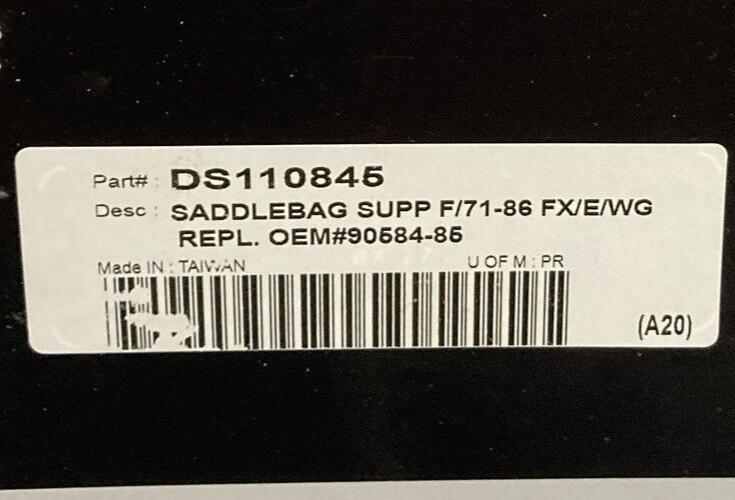 Part# : DS110845
Desc : SADDLEBAG SUPP F/71-86 FX/E/WG
REPL. OEM#90584-85
Made IN : TAIWAN U OF M : PR
(A20)